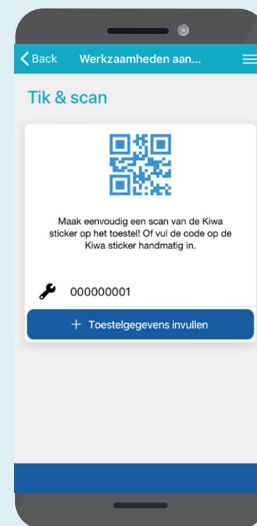 Back Werkzaamheden aan...
Tik & scan
Maak eenvoudig een scan van de Kiwa
sticker op het toestel! Of vul de code op de
Kiwa sticker handmatig in.
000000001
+ Toestelgegevens invullen